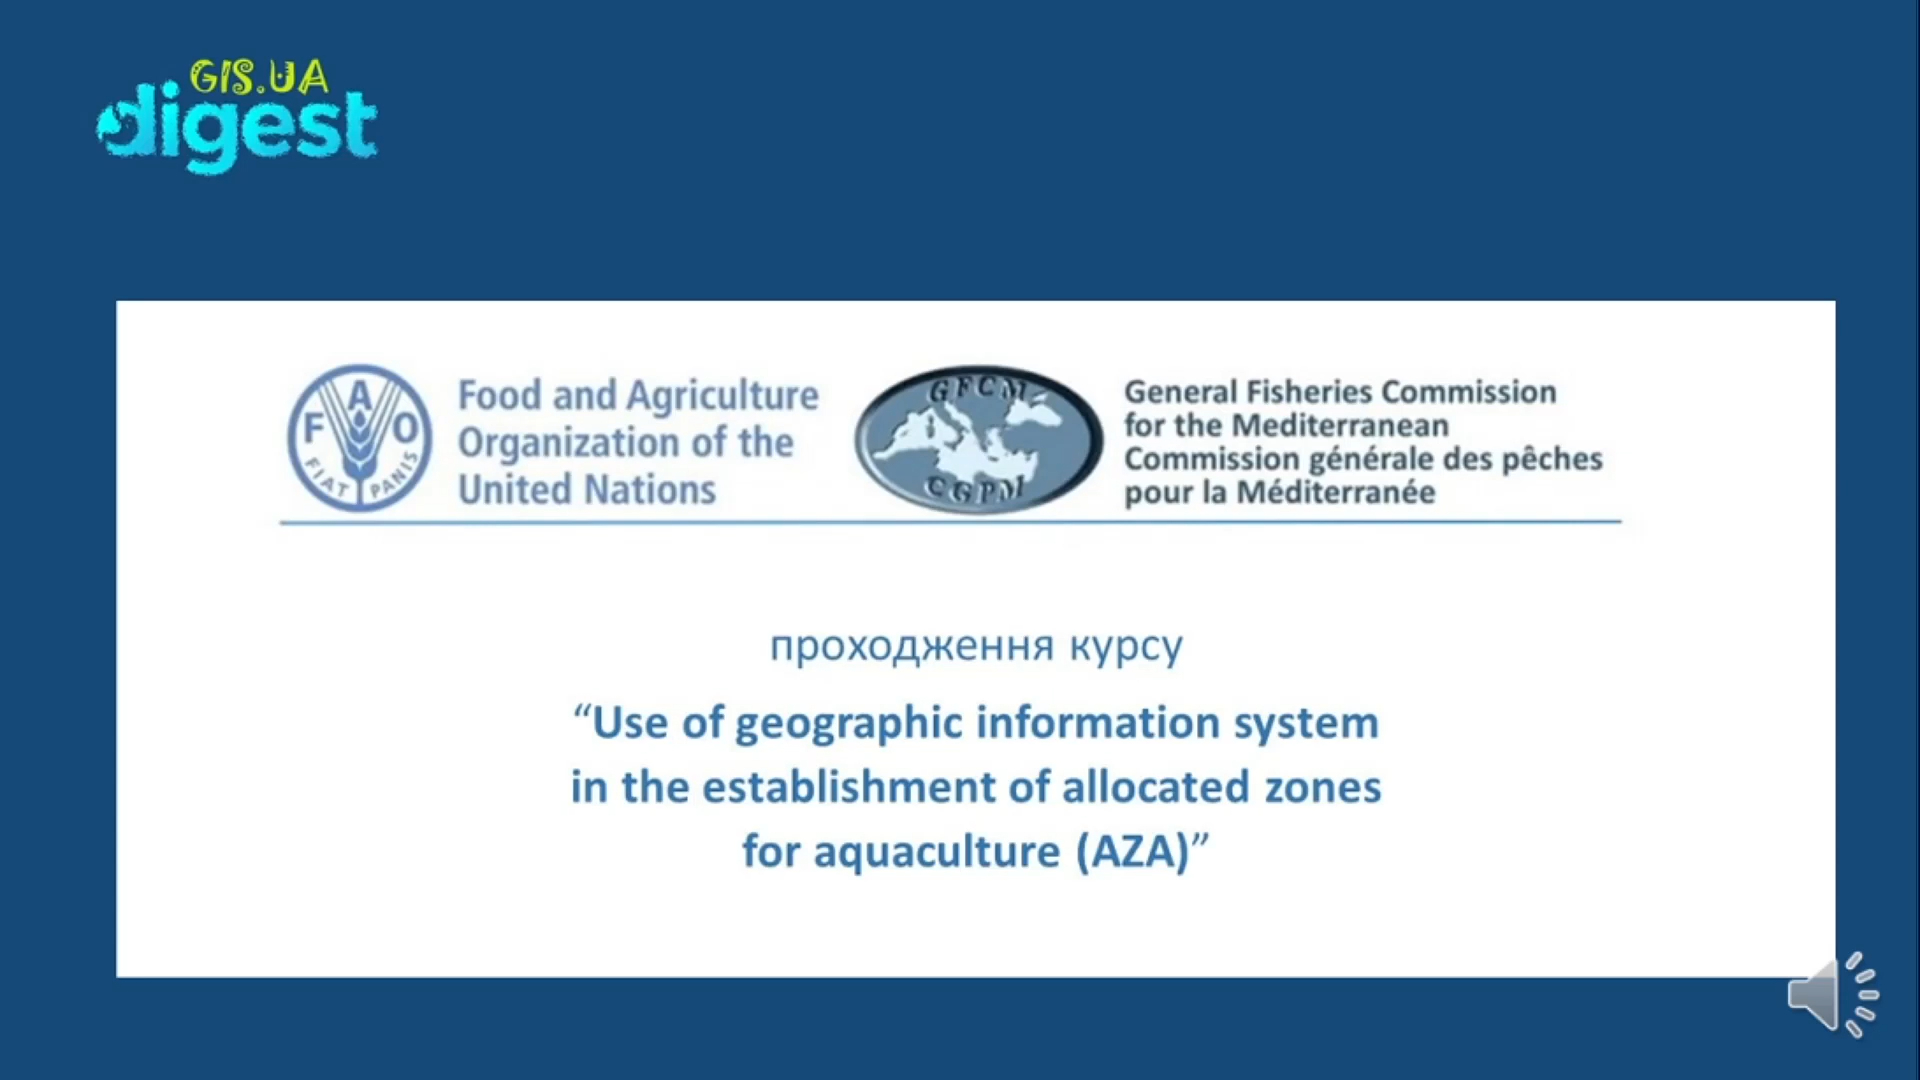 GIS.UA
digest
FAO
FIAT PANIS
Food and Agriculture
Organization of the
United Nations
GFCM
CGPM
General Fisheries Commission
for the Mediterranean
Commission générale des pêches
pour la Méditerranée
проходження курсу
“Use of geographic information system
in the establishment of allocated zones
for aquaculture (AZA)”